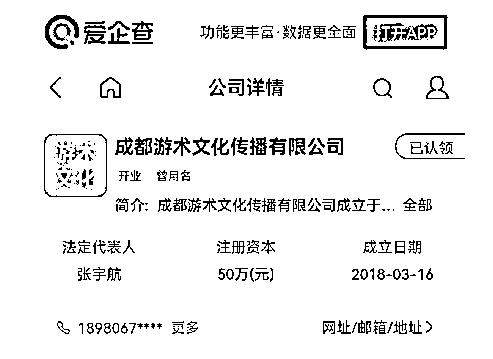 爱企查 功能更丰富·数据更全面 打开APP
公司详情
游术文化 成都游术文化传播有限公司 已认领
开业 曾用名
简介: 成都游术文化传播有限公司成立于... 全部
法定代表人 注册资本 成立日期
张宇航 50万(元) 2018-03-16
1898067**** 更多 网址/邮箱/地址>